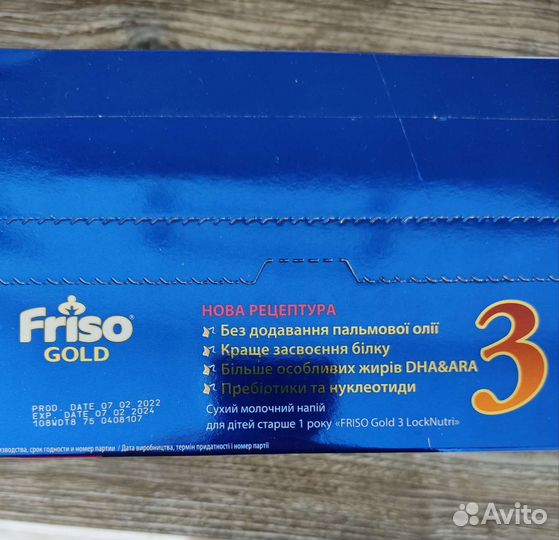 Friso®
GOLD
НОВА РЕЦЕПТУРА
Без додавання пальмової олії
Краще засвоєння білку
Більше особливих жирів DHA&ARA
Пребіотики та нуклеотиди
3
Сухий молочний напій
для дітей старше 1 року «FRISO Gold 3 LockNutri»
PROD. DATE 07 02 2022
EXP. DATE 07 02 2024
108WDT8 75 0408107
зводства, срок годности и номер партии / Дата виробництва, термін придатності і номер партії
Avito